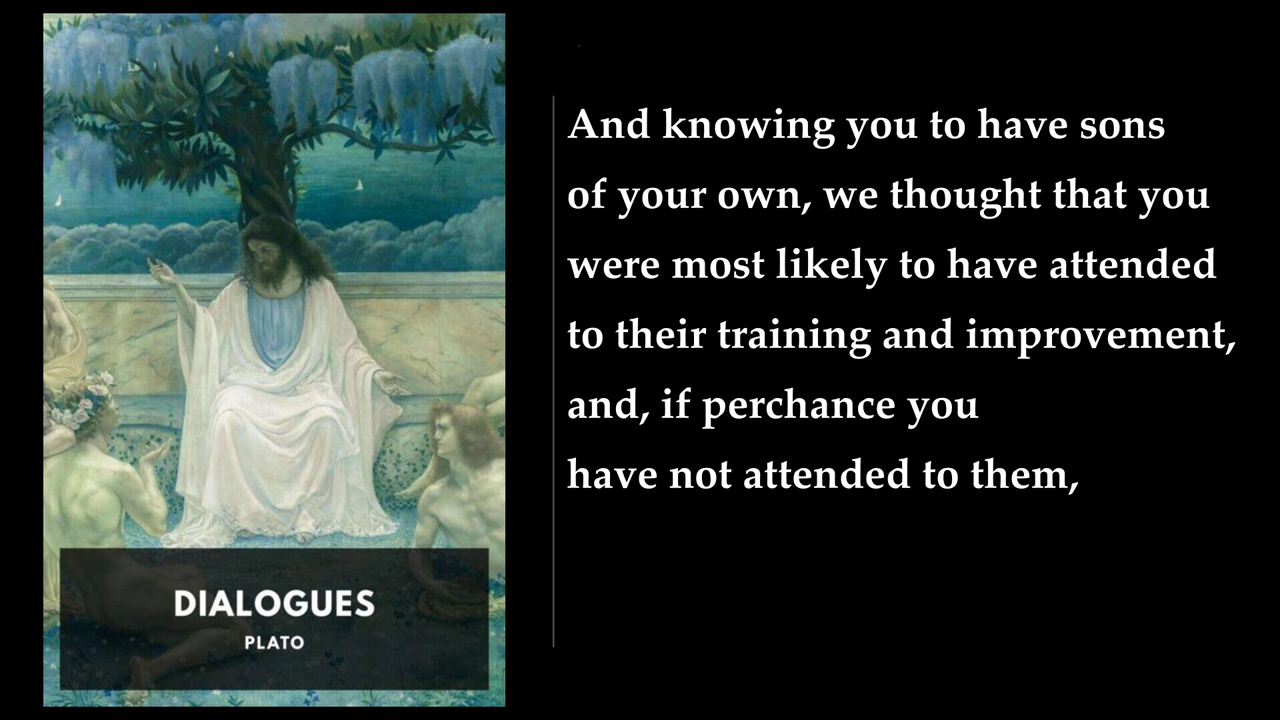 And knowing you to have sons
of your own, we thought that you
were most likely to have attended
to their training and improvement,
and, if perchance you
have not attended to them,
DIALOGUES
PLATO